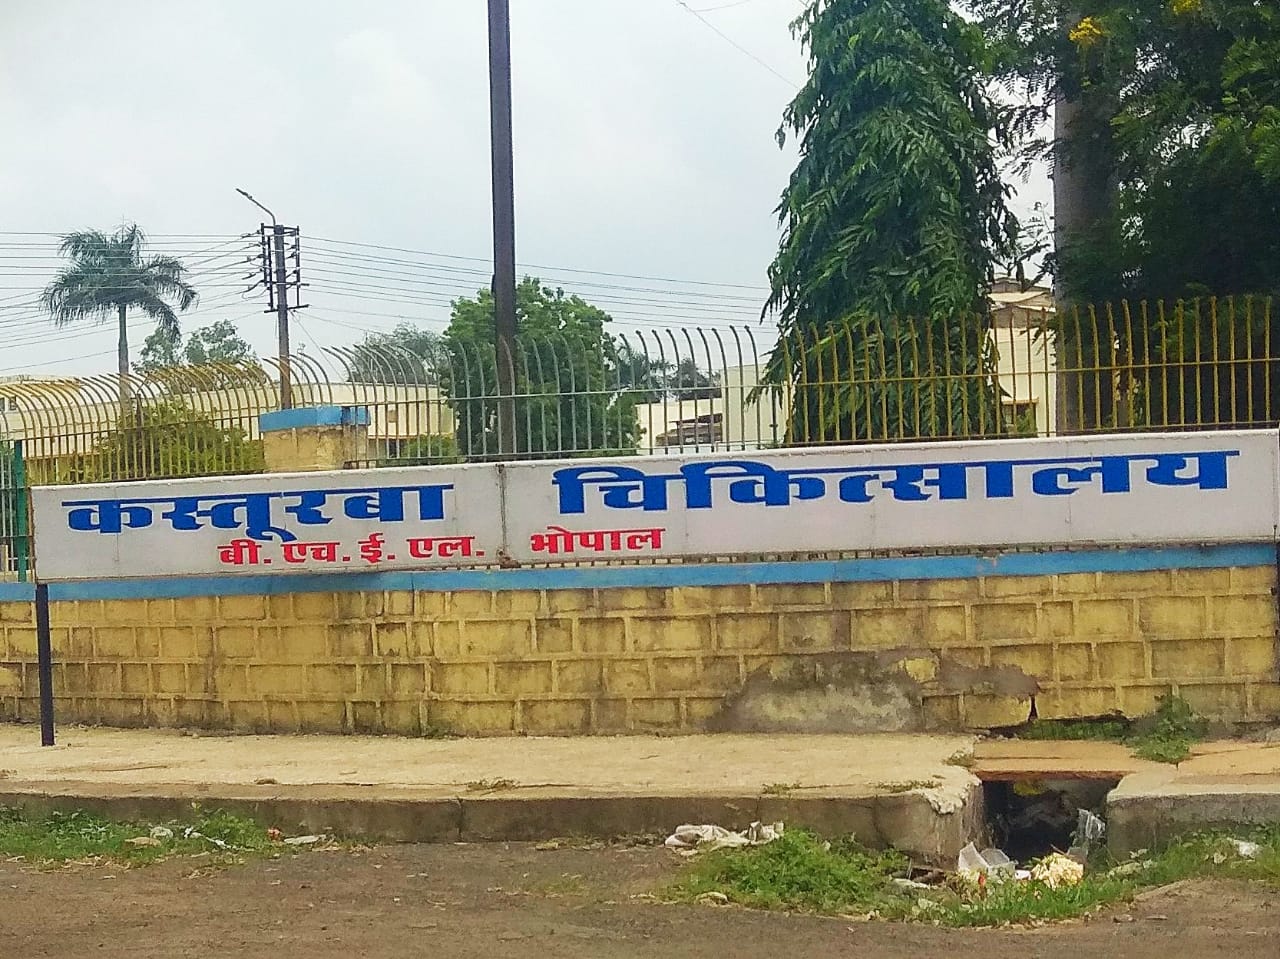 कस्तूरबा चिकित्सालय
बी. एच. ई. एल. भोपाल